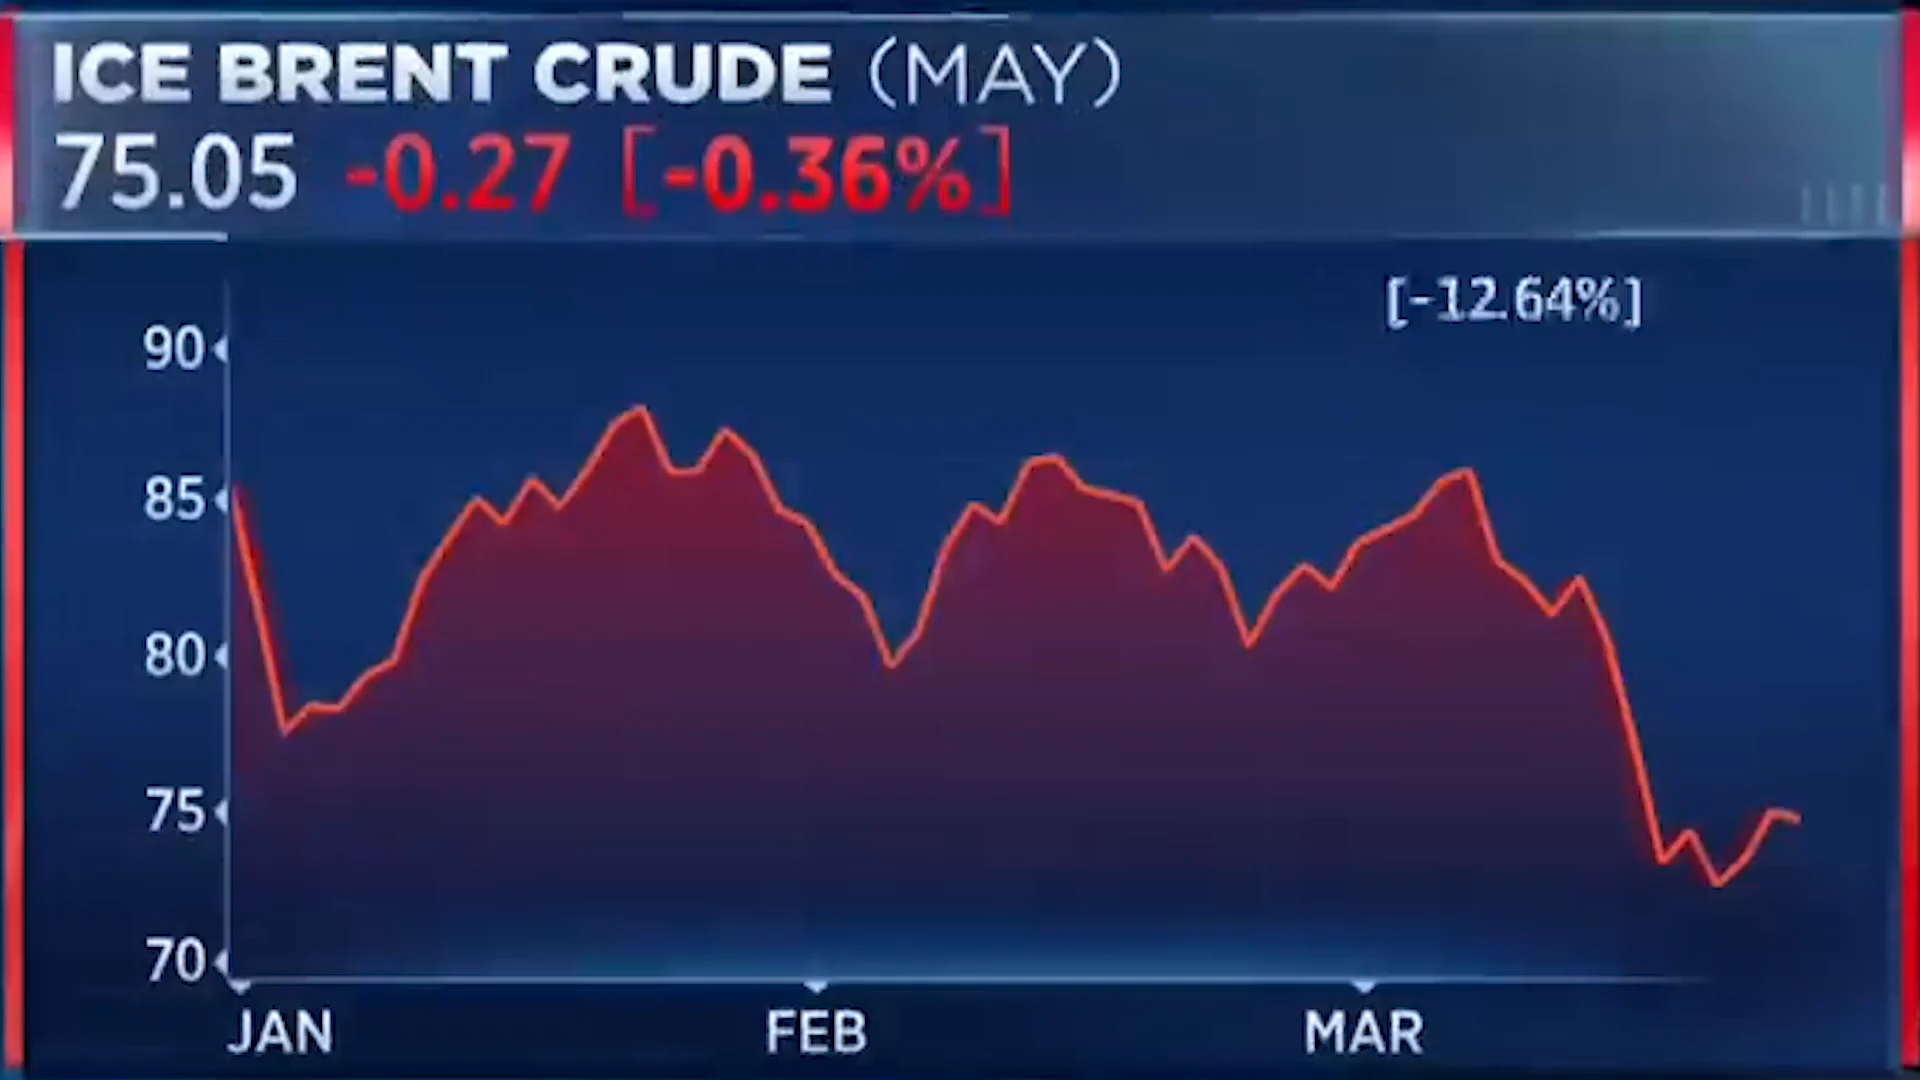 ICE BRENT CRUDE (MAY)
75.05 -0.27 [-0.36%]
[-12.64%]
90
85
80
75
70
JAN FEB MAR